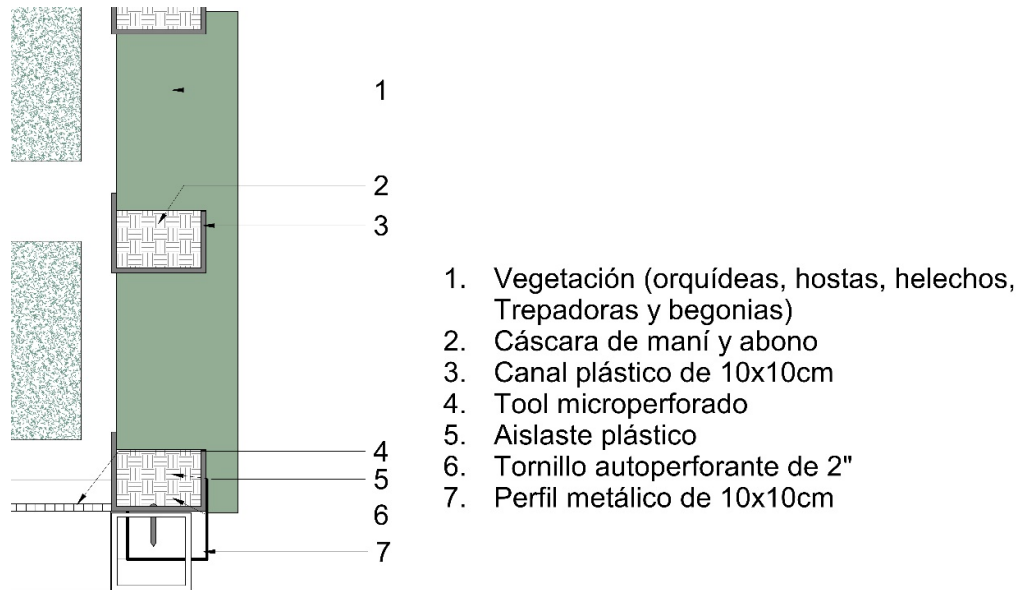 1
2
3
4
5
6
7
1. Vegetación (orquídeas, hostas, helechos,
Trepadoras y begonias)
2. Cáscara de maní y abono
3. Canal plástico de 10x10cm
4. Tool microperforado
5. Aislaste plástico
6. Tornillo autoperforante de 2"
7. Perfil metálico de 10x10cm